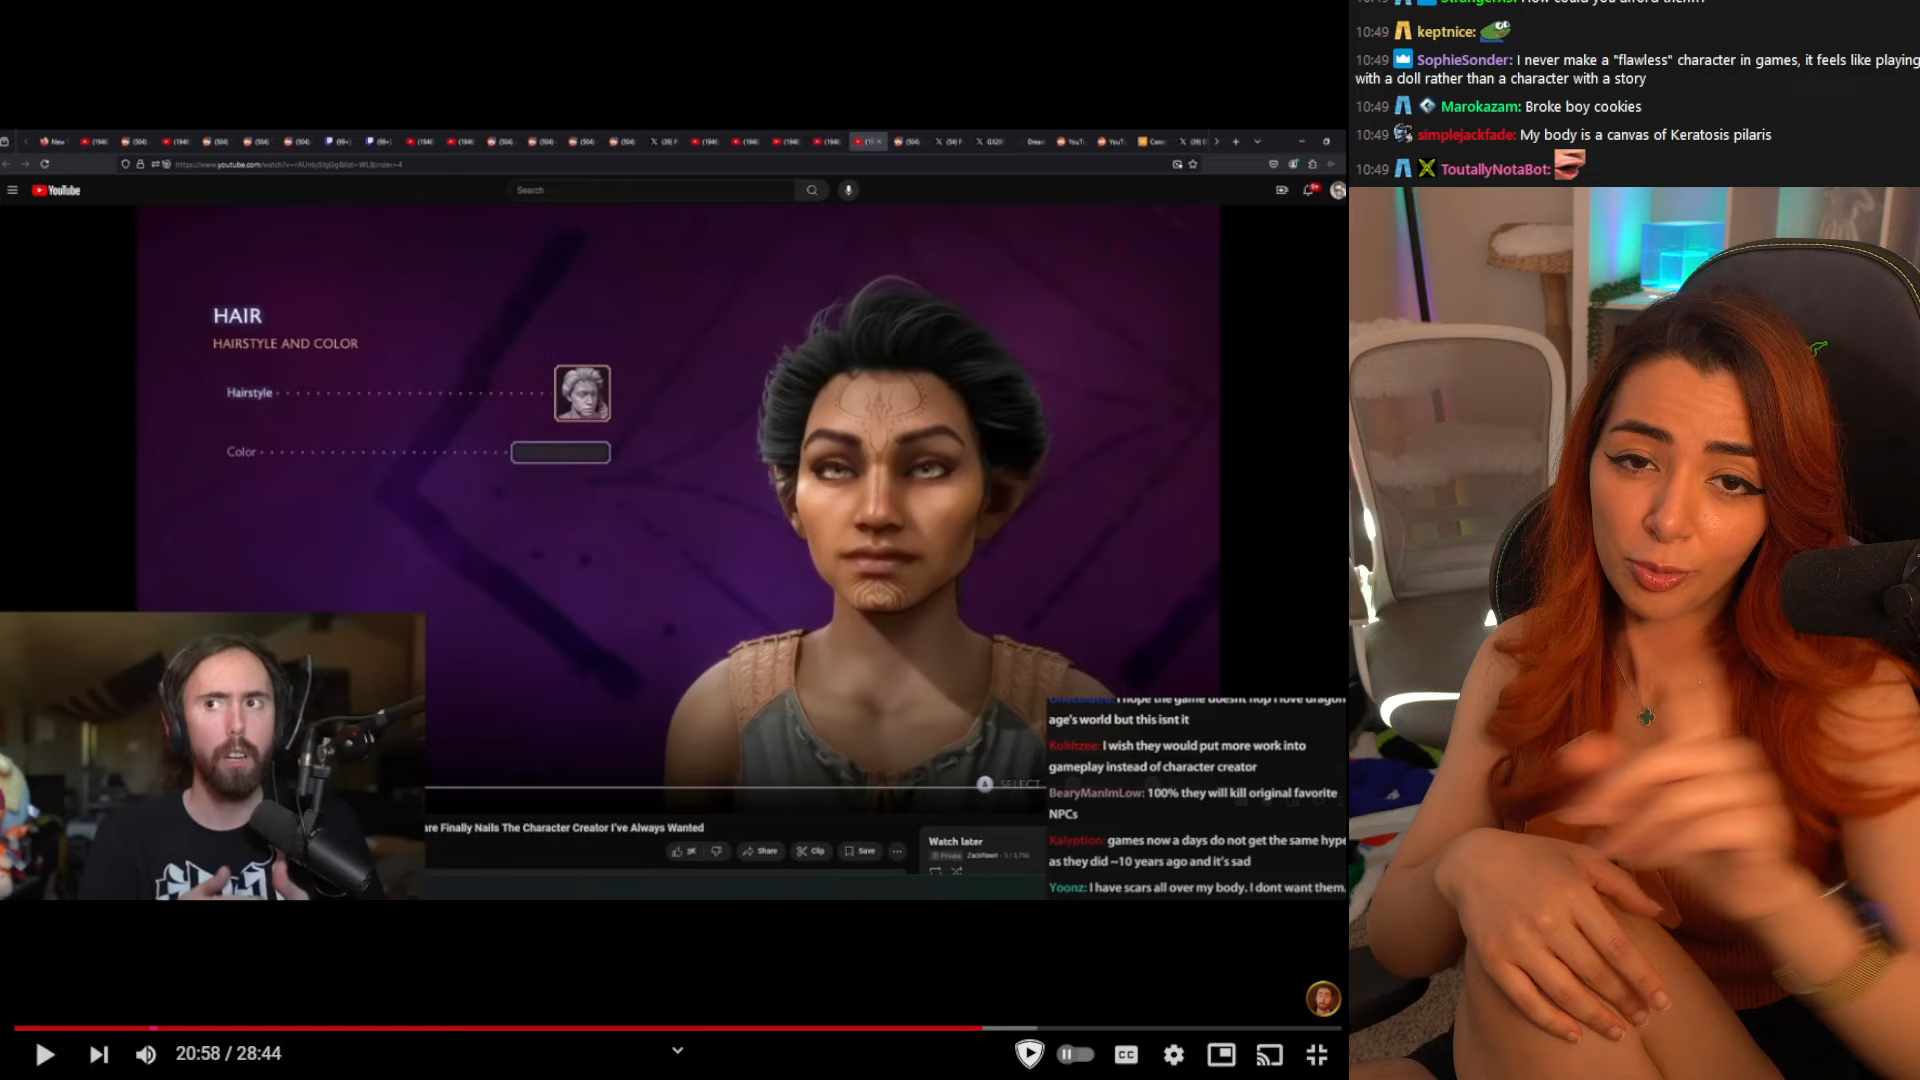 10:49 keptnice:
10:49 SophieSonder: I never make a "flawless" character in games, it feels like playing
with a doll rather than a character with a story
10:49 Marokazam: Broke boy cookies
10:49 simplejackfade: My body is a canvas of Keratosis pilaris
10:49 ToutallyNotaBot:
YouTube
Search
HAIR
HAIRSTYLE AND COLOR
Hairstyle
Color
A SELECT
age's world but this isnt it
Kohhzee: I wish they would put more work into
gameplay instead of character creator
BearyManImLow: 100% they will kill original favorite
NPCs
Kalyption: games now a days do not get the same hype
as they did ~10 years ago and it's sad
Yoonz: I have scars all over my body. I dont want them.
are Finally Nails The Character Creator I've Always Wanted
3K Share Clip Save
Watch later
Private
20:58 / 28:44
CC